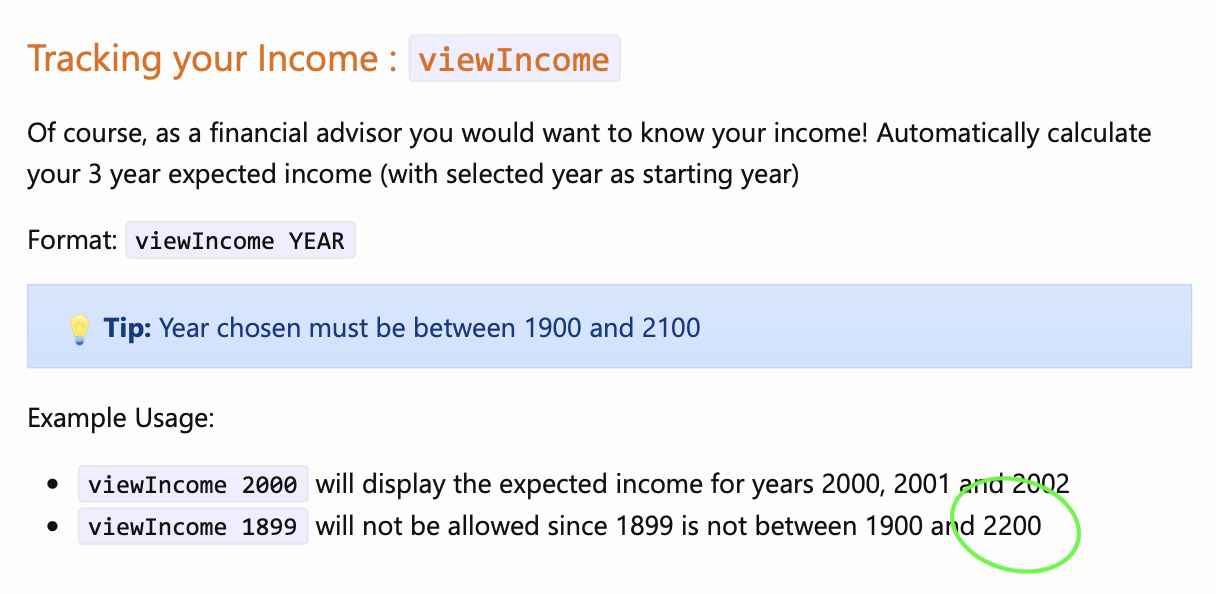 Tracking your Income : viewIncome
Of course, as a financial advisor you would want to know your income! Automatically calculate
your 3 year expected income (with selected year as starting year)
Format: viewIncome YEAR
💡 Tip: Year chosen must be between 1900 and 2100
Example Usage:
• viewIncome 2000 will display the expected income for years 2000, 2001 and 2002
• viewIncome 1899 will not be allowed since 1899 is not between 1900 and 2200